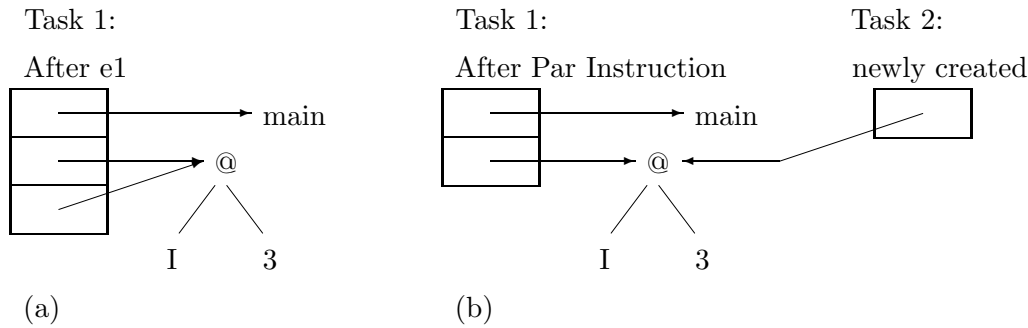 Task 1:
After e1
main
@
I 3
(a)
Task 1:
After Par Instruction
main
@
I 3
(b)
Task 2:
newly created